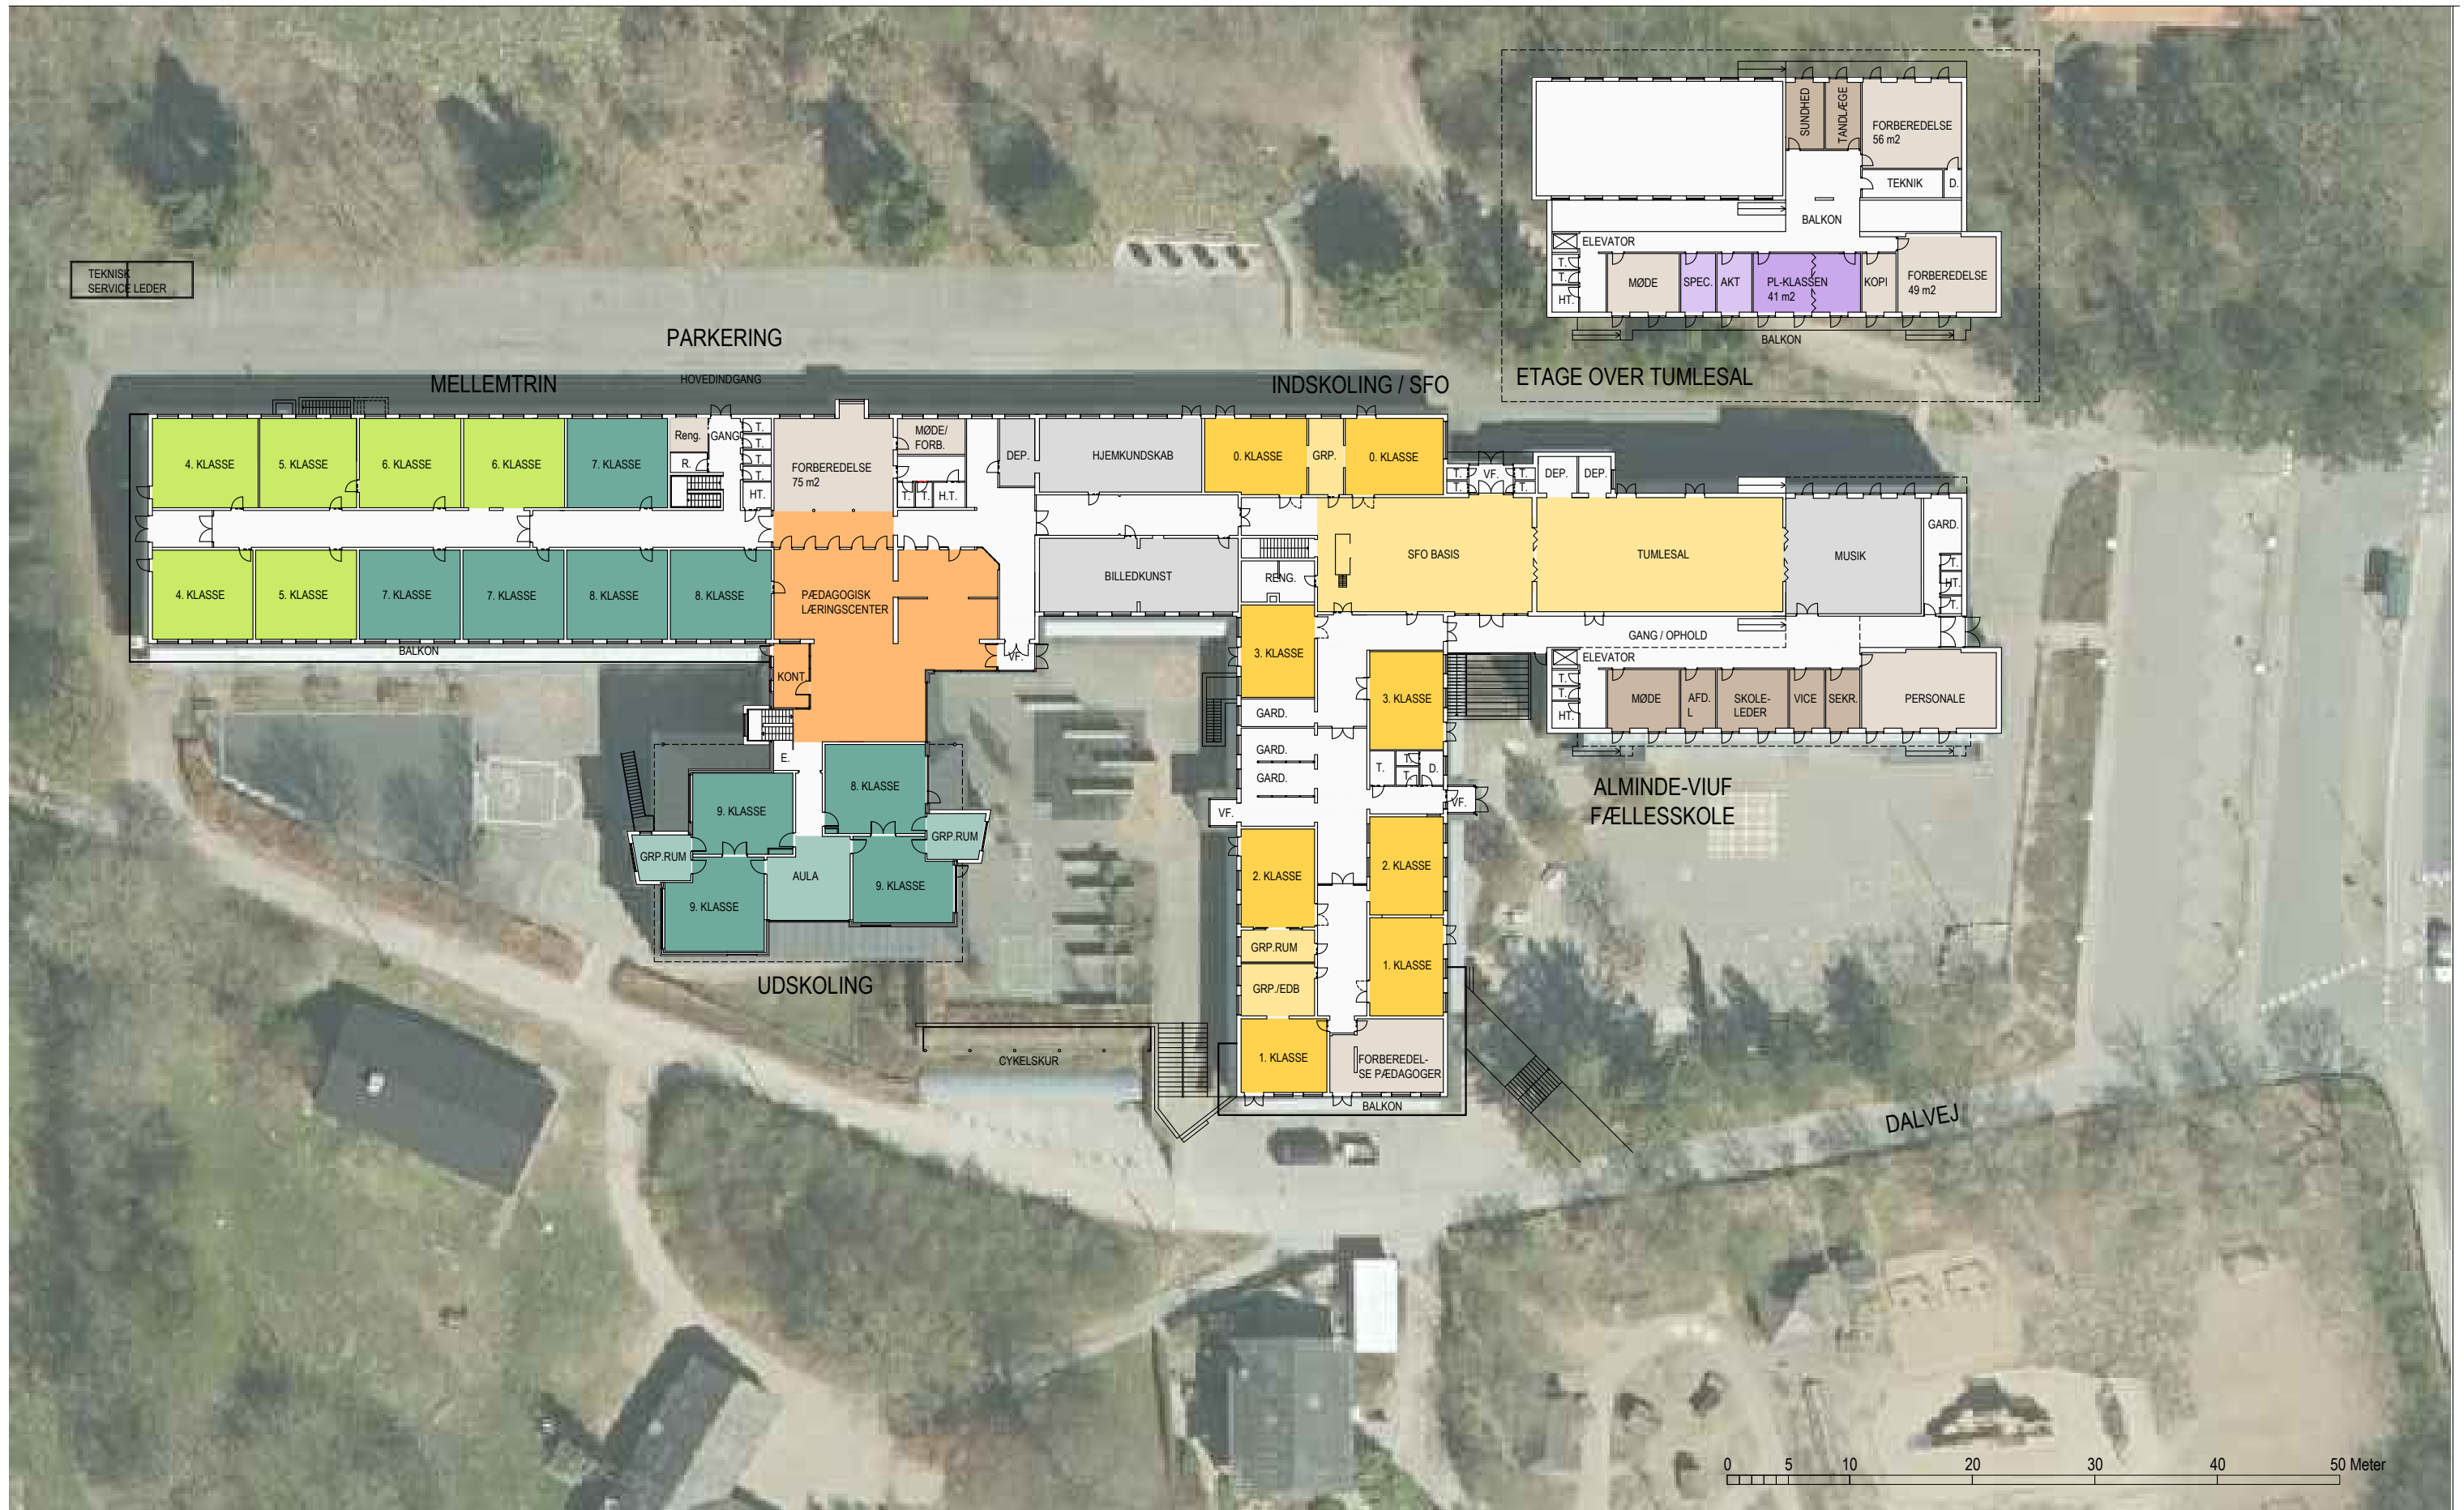 SUNDHED
TANDLÆGE
FORBEREDELSE
56 m2
TEKNIK
D.
BALKON
ELEVATOR
T.
T.
HT.
MØDE
SPEC.
AKT
PL-KLASSEN
41 m2
KOPI
FORBEREDELSE
49 m2
BALKON
ETAGE OVER TUMLESAL
TEKNISK
SERVICE LEDER
PARKERING
MELLEMTRIN
HOVEDINDGANG
INDSKOLING / SFO
4. KLASSE
5. KLASSE
6. KLASSE
6. KLASSE
7. KLASSE
Reng.
R.
GANG
T.
T.
T.
T.
HT.
FORBEREDELSE
75 m2
MØDE/
FORB.
T.
T.
H.T.
DEP.
HJEMKUNDSKAB
0. KLASSE
GRP.
0. KLASSE
T.
T.
VF.
T.
T.
DEP.
DEP.
4. KLASSE
5. KLASSE
7. KLASSE
7. KLASSE
8. KLASSE
8. KLASSE
PÆDAGOGISK
LÆRINGSCENTER
BILLEDKUNST
RENG.
SFO BASIS
TUMLESAL
MUSIK
GARD.
T.
HT.
T.
BALKON
KONT.
VF.
3. KLASSE
GANG / OPHOLD
ELEVATOR
T.
T.
HT.
MØDE
AFD.
L
SKOLE-
LEDER
VICE
SEKR.
PERSONALE
3. KLASSE
GARD.
GARD.
GARD.
T.
T.
T.
D.
VF.
VF.
E.
8. KLASSE
9. KLASSE
GRP.RUM
GRP.RUM
AULA
9. KLASSE
9. KLASSE
UDSKOLING
ALMINDE-VIUF
FÆLLESSKOLE
2. KLASSE
2. KLASSE
GRP.RUM
1. KLASSE
GRP./EDB
1. KLASSE
FORBEREDEL-
SE PÆDAGOGER
BALKON
CYKELSKUR
DALVEJ
0 5 10 20 30 40 50 Meter